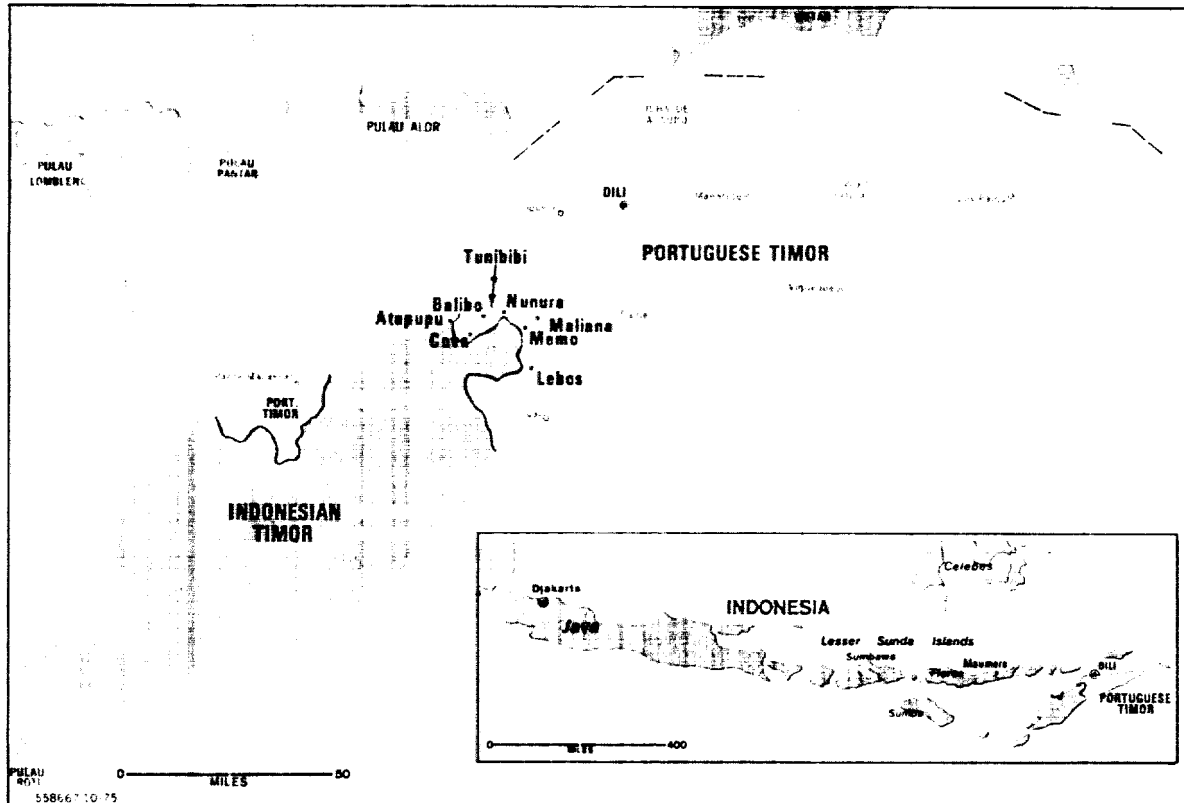 PULAU ALOR
PULAU
LOMBLEN
PULAU
PANTAR
DILI
PORTUGUESE TIMOR
Tunibibi
Balibo
Nunura
Atapupu
Maliana
Memo
Lebos
PORT.
TIMOR
INDONESIAN
TIMOR
Celebes
Djakarta
INDONESIA
Java
Lesser Sunda Islands
Sumbawa
Flores
Maumere
DILI
Sumba
PORTUGUESE
TIMOR
0 400
MILES
PULAU
ROTI
0 50
MILES
558667 10-75